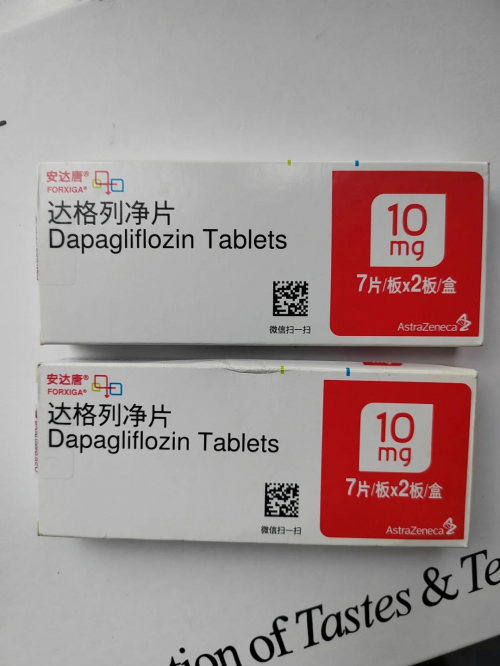 安达唐®
FORXIGA®
达格列净片
Dapagliflozin Tablets
微信扫一扫
10
mg
7片/板x2板/盒
AstraZeneca
安达唐®
FORXIGA®
达格列净片
Dapagliflozin Tablets
微信扫一扫
10
mg
7片/板x2板/盒
AstraZeneca
of Tastes & Te